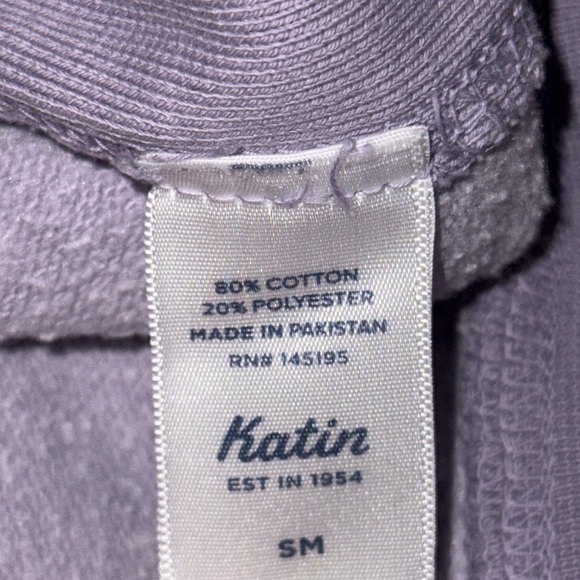 80% COTTON
20% POLYESTER
MADE IN PAKISTAN
RN# 145195
Katin
EST IN 1954
SM